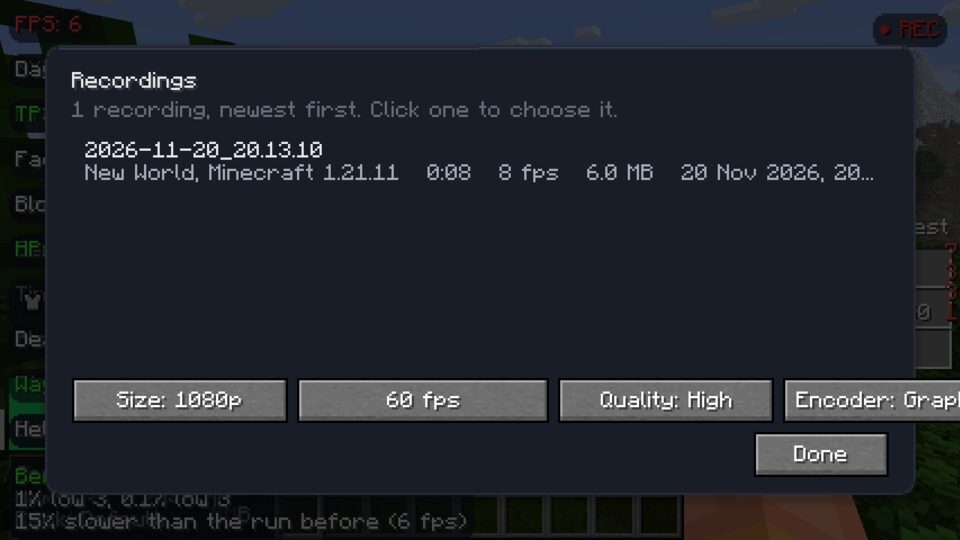 FPS: 6
REC
Recordings
1 recording, newest first. Click one to choose it.
2026-11-20_20.13.10
New World, Minecraft 1.21.11 0:08 8 fps 6.0 MB 20 Nov 2026, 20...
Size: 1080p
60 fps
Quality: High
Encoder: Grap
Done
1% low 3, 0.1% low 3
15% slower than the run before (6 fps)